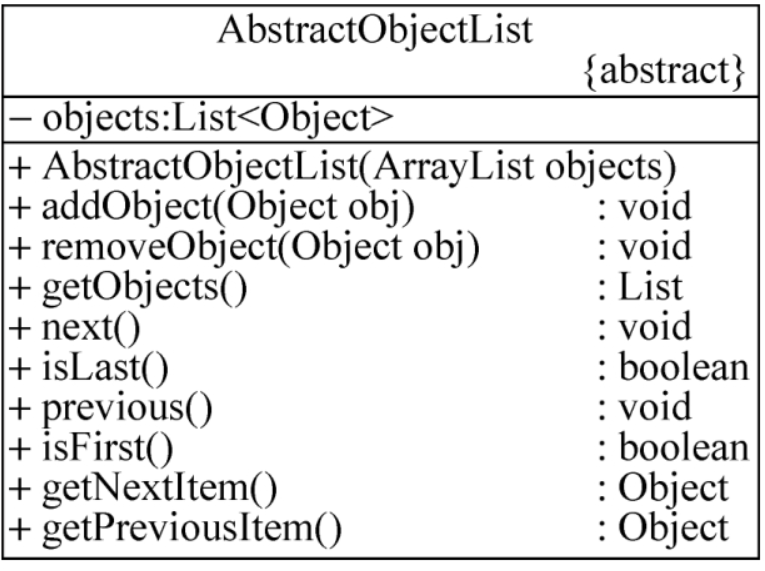 AbstractObjectList
{abstract}
– objects:List<Object>
+ AbstractObjectList(ArrayList objects)
+ addObject(Object obj) : void
+ removeObject(Object obj) : void
+ getObjects() : List
+ next() : void
+ isLast() : boolean
+ previous() : void
+ isFirst() : boolean
+ getNextItem() : Object
+ getPreviousItem() : Object